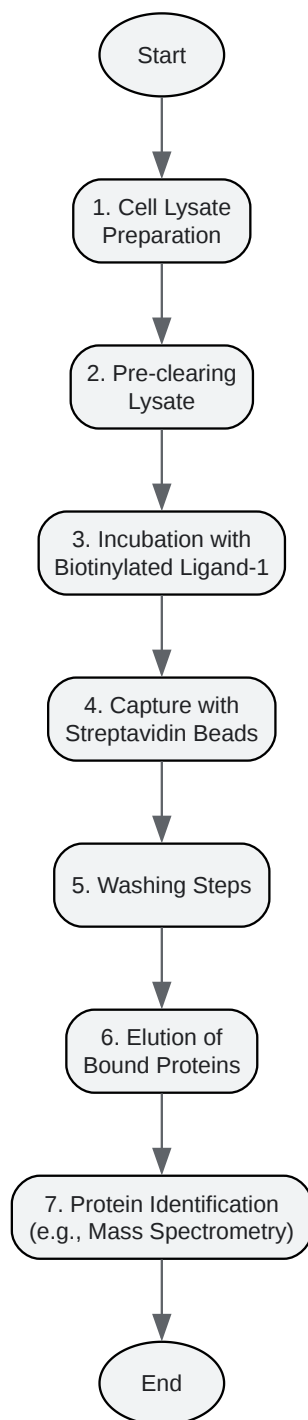 Start
1. Cell Lysate
Preparation
2. Pre-clearing
Lysate
3. Incubation with
Biotinylated Ligand-1
4. Capture with
Streptavidin Beads
5. Washing Steps
6. Elution of
Bound Proteins
7. Protein Identification
(e.g., Mass Spectrometry)
End